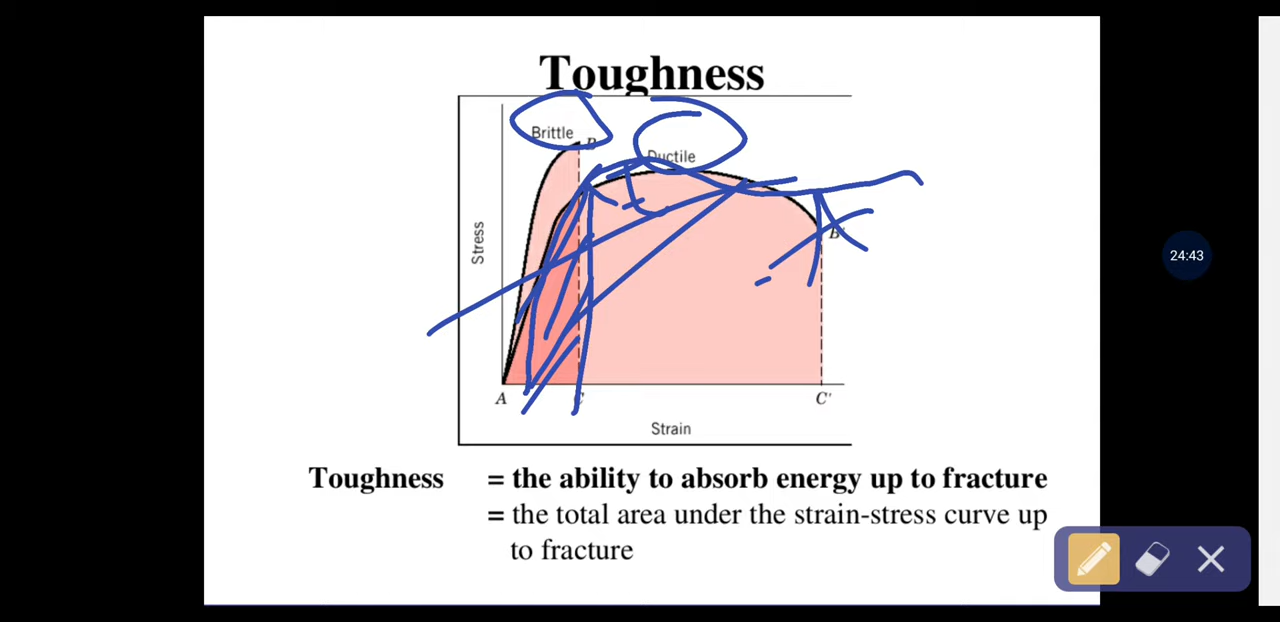 Toughness
Brittle
B
Ductile
Stress
B'
A
C
C'
Strain
Toughness = the ability to absorb energy up to fracture
= the total area under the strain-stress curve up
to fracture
24:43